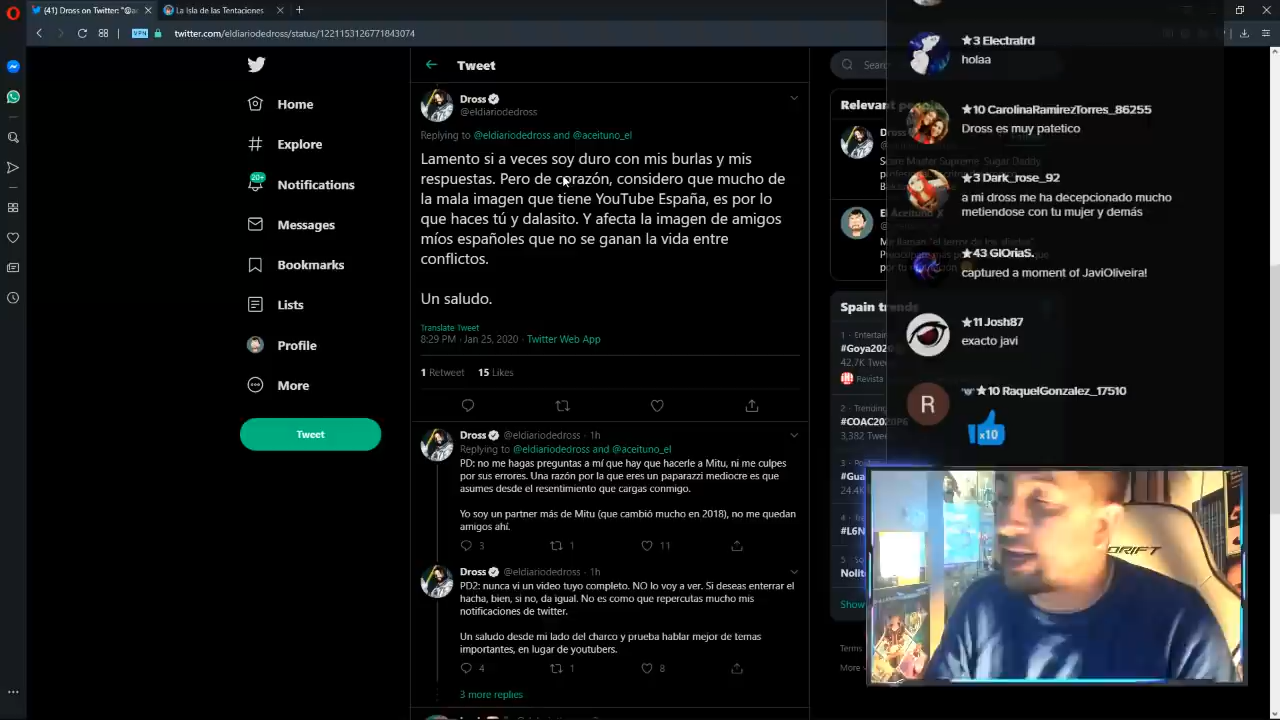 (41) Dross on Twitter: "@ac
La Isla de las Tentaciones
VPN
twitter.com/eldiariodedross/status/1221153126771843074
Home
Explore
20+
Notifications
Messages
Bookmarks
Lists
Profile
More
Tweet
Tweet
Dross
@eldiariodedross
Replying to @eldiariodedross and @aceituno_el
Lamento si a veces soy duro con mis burlas y mis
respuestas. Pero de corazón, considero que mucho de
la mala imagen que tiene YouTube España, es por lo
que haces tú y dalasito. Y afecta la imagen de amigos
míos españoles que no se ganan la vida entre
conflictos.
Un saludo.
Translate Tweet
8:29 PM · Jan 25, 2020 · Twitter Web App
1 Retweet 15 Likes
Dross @eldiariodedross · 1h
Replying to @eldiariodedross and @aceituno_el
PD: no me hagas preguntas a mí que hay que hacerle a Mitu, ni me culpes
por sus errores. Una razón por la que eres un paparazzi mediocre es que
asumes desde el resentimiento que cargas conmigo.
Yo soy un partner más de Mitu (que cambió mucho en 2018), no me quedan
amigos ahí.
3 1 11
Dross @eldiariodedross · 1h
PD2: nunca vi un video tuyo completo. NO lo voy a ver. Si deseas enterrar el
hacha, bien, si no, da igual. No es como que repercutas mucho mis
notificaciones de twitter.
Un saludo desde mi lado del charco y prueba hablar mejor de temas
importantes, en lugar de youtubers.
4 1 8
3 more replies
Relevant
Spain trends
#Goya2020
42.7K Tweets
Revista
#COAC2020P6
3,382
#Gua
24.4K
#L6N
Nolit
Show
Terms
More
★3 Electratrd
holaa
★10 CarolinaRamirezTorres_86255
Dross es muy patetico
★3 Dark_rose_92
a mi dross me ha decepcionado mucho
metiendose con tu mujer y demás
★43 GlOriaS.
captured a moment of JaviOliveira!
★11 Josh87
exacto javi
★10 RaquelGonzalez_17510
R
x10
DRIFT